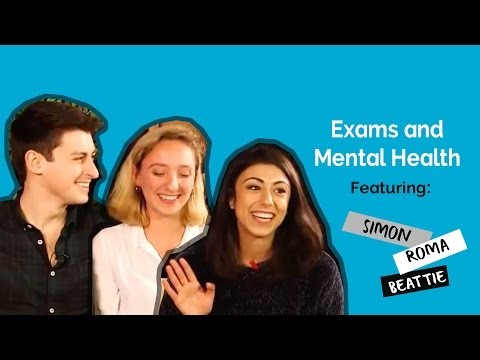 Exams and
Mental Health
Featuring:
SIMON
ROMA
BEATTIE